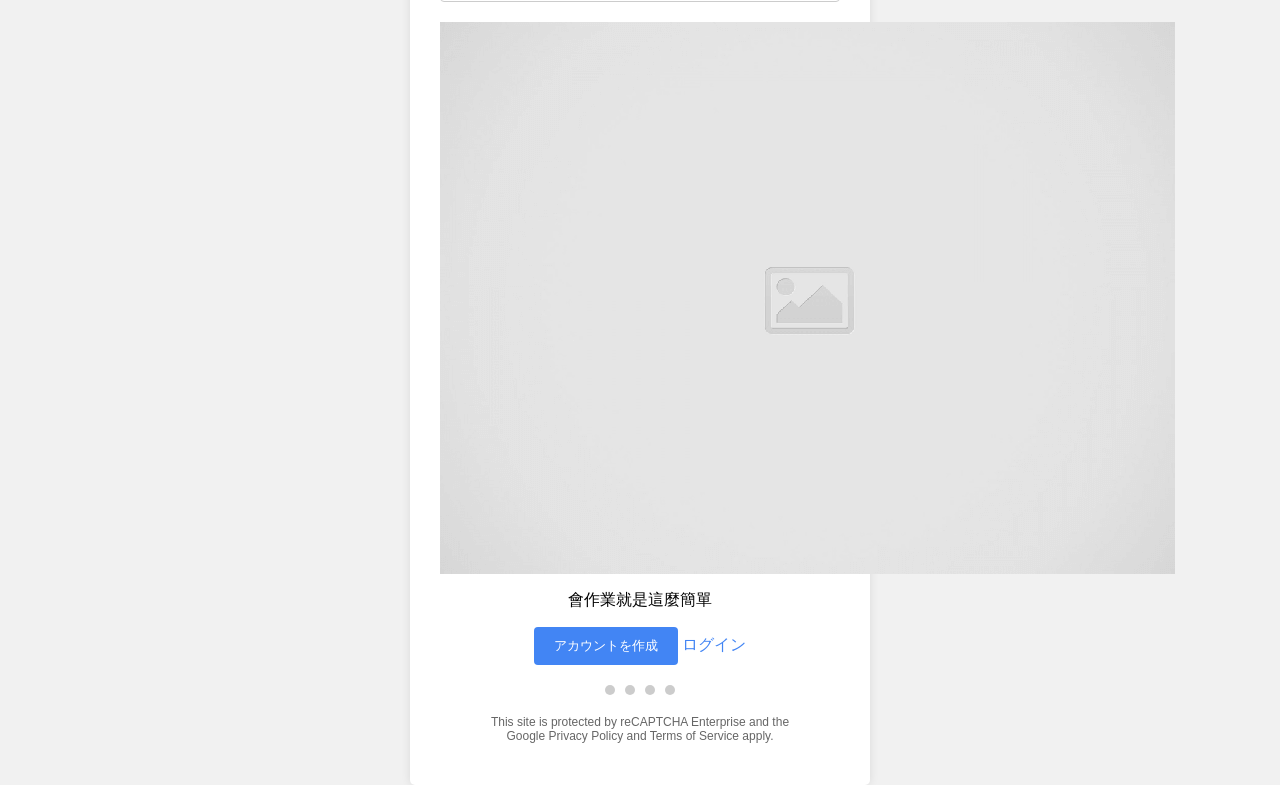 會作業就是這麼簡單
アカウントを作成 ログイン
This site is protected by reCAPTCHA Enterprise and the
Google Privacy Policy and Terms of Service apply.